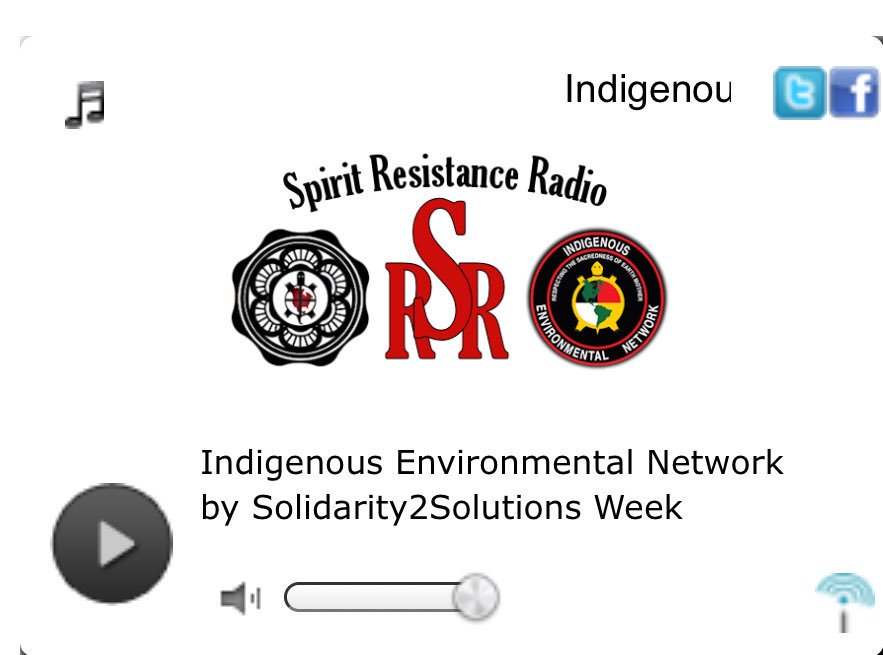 Indigenou
Spirit Resistance Radio
RSR
INDIGENOUS
RESPECTING THE SACREDNESS OF EARTH MOTHER
ENVIRONMENTAL NETWORK
Indigenous Environmental Network
by Solidarity2Solutions Week